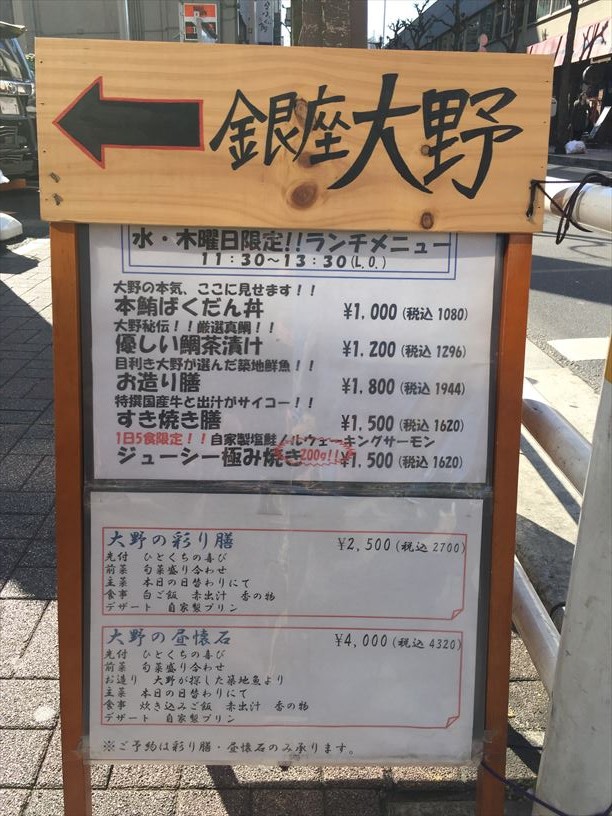 銀座大野
水・木曜日限定!!ランチメニュー
11:30～13:30(L.O.)
大野の本気、ここに見せます!!
本鮪ばくだん丼 ¥1,000 (税込 1080)
大野秘伝!!厳選真鯛!!
優しい鯛茶漬け ¥1,200 (税込 1296)
目利き大野が選んだ築地鮮魚!!
お造り膳 ¥1,800 (税込 1944)
特撰国産牛と出汁がサイコー!!
すき焼き膳 ¥1,500 (税込 1620)
1日5食限定!!自家製塩鮭ノルウェーキングサーモン
ジューシー極み焼き 200g!! ¥1,500 (税込 1620)
大野の彩り膳 ¥2,500 (税込 2700)
先付 ひとくちの喜び
前菜 旬菜盛り合わせ
主菜 本日の日替わりにて
食事 白ご飯 赤出汁 香の物
デザート 自家製プリン
大野の昼懐石 ¥4,000 (税込 4320)
先付 ひとくちの喜び
前菜 旬菜盛り合わせ
お造り 大野が探した築地魚より
主菜 本日の日替わりにて
食事 炊き込みご飯 赤出汁 香の物
デザート 自家製プリン
※ご予約は彩り膳・昼懐石のみ承ります。